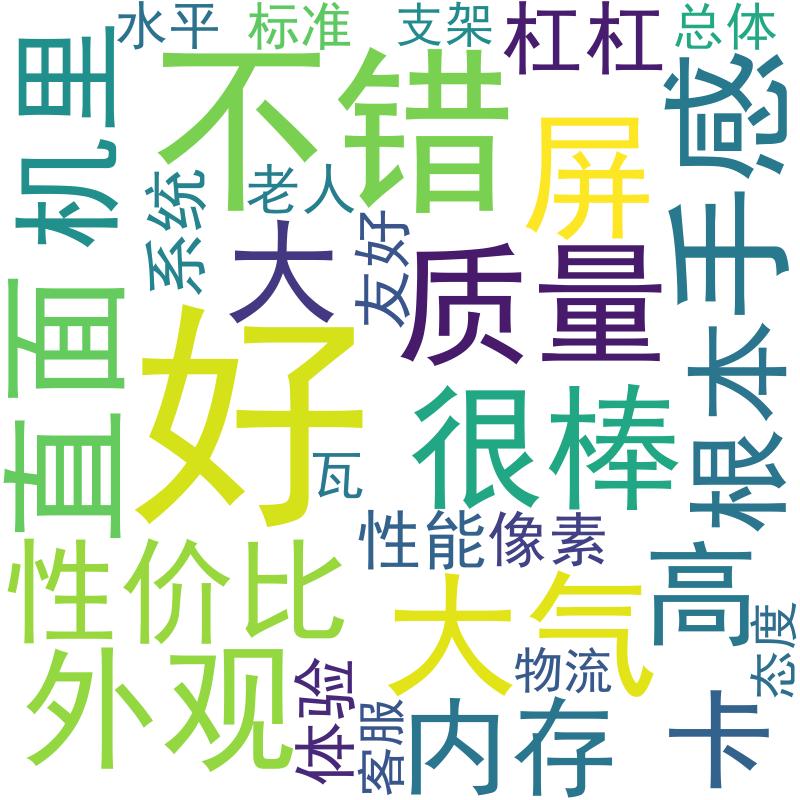 水平
标准
支架
杠杠
总体
机里
不错
屏
手感
系统
老人
大
友好
质量
直面
好
很棒
根本
瓦
性能
像素
性价比
大气
高
态度
外观
体验
物流
客服
内存
卡